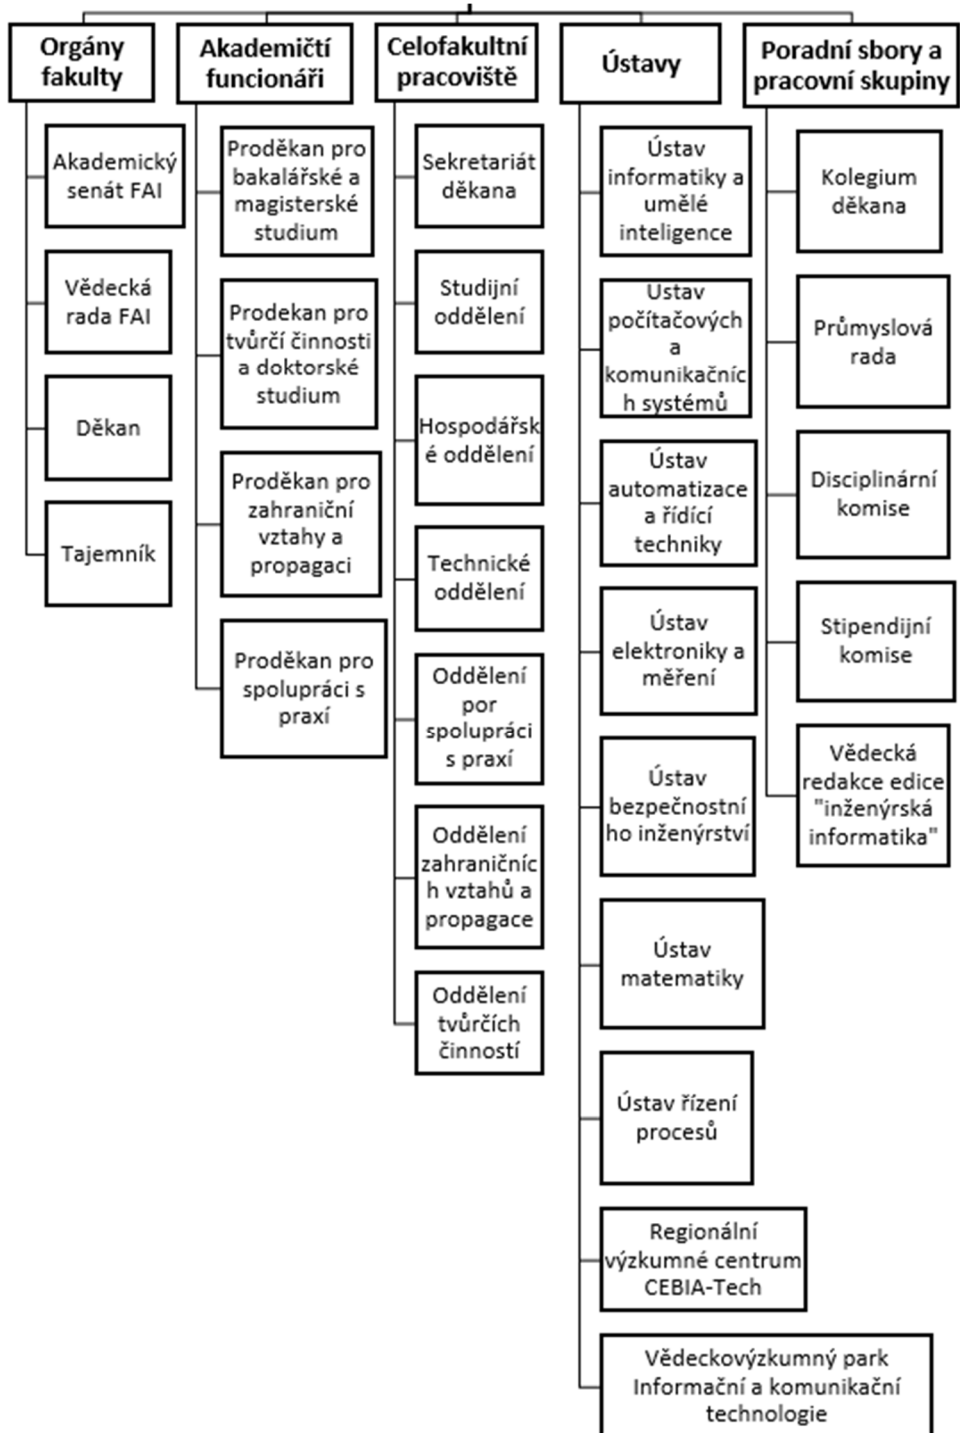 Orgány
fakulty
Akademický
senát FAI
Vědecká
rada FAI
Děkan
Tajemník
Akademičtí
funcionáři
Proděkan pro
bakalářské a
magisterské
studium
Prodekan pro
tvůrčí činnosti
a doktorské
studium
Proděkan pro
zahraniční
vztahy a
propagaci
Proděkan pro
spolupráci s
praxí
Celofakultní
pracoviště
Sekretariát
děkana
Studijní
oddělení
Hospodářsk
é oddělení
Technické
oddělení
Oddělení
por
spolupráci
s praxí
Oddělení
zahraničníc
h vztahů a
propagace
Oddělení
tvůrčích
činností
Ústavy
Ústav
informatiky a
umělé
inteligence
Ustav
počítačových
a
komunikačníc
h systémů
Ústav
automatizace
a řídící
techniky
Ústav
elektroniky a
měření
Ústav
bezpečnostní
ho inženýrství
Ústav
matematiky
Ústav řízení
procesů
Regionální
výzkumné centrum
CEBIA-Tech
Vědeckovýzkumný park
Informační a komunikační
technologie
Poradní sbory a
pracovní skupiny
Kolegium
děkana
Průmyslová
rada
Disciplinární
komise
Stipendijní
komise
Vědecká
redakce edice
"inženýrská
informatika"